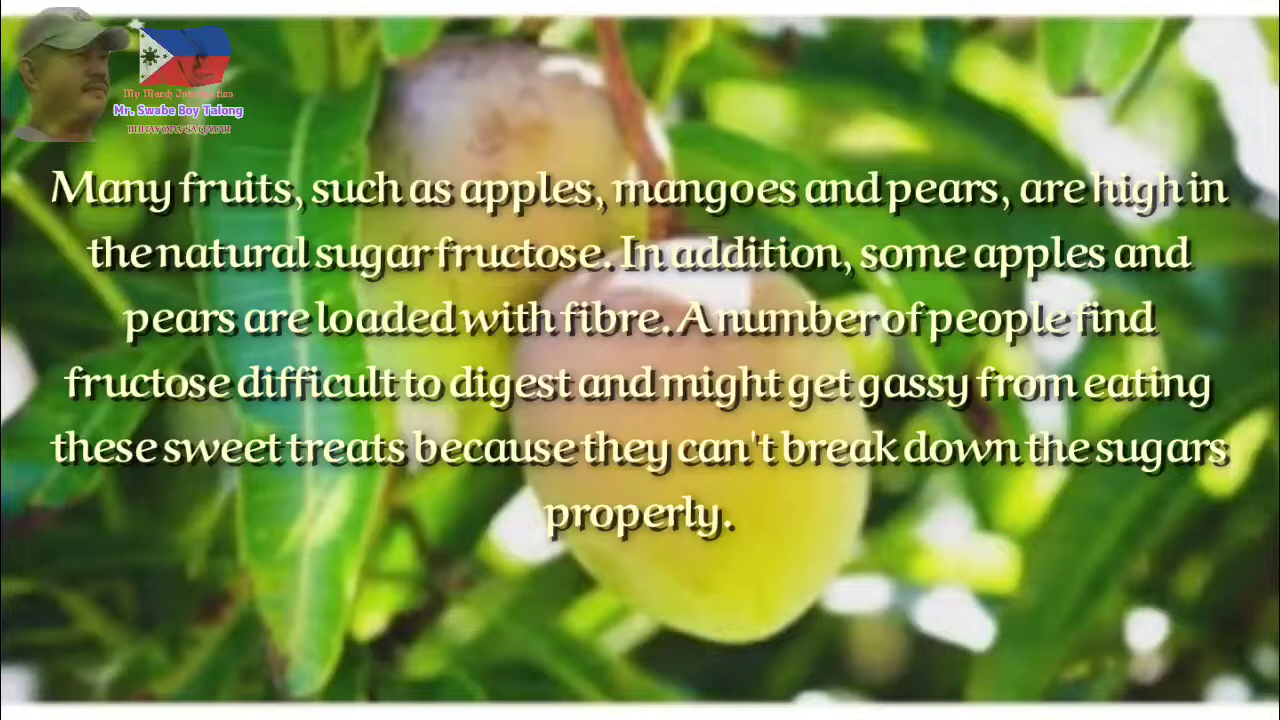 Mr. Swabe Boy Talong
Many fruits, such as apples, mangoes and pears, are high in
the natural sugar fructose. In addition, some apples and
pears are loaded with fibre. A number of people find
fructose difficult to digest and might get gassy from eating
these sweet treats because they can't break down the sugars
properly.